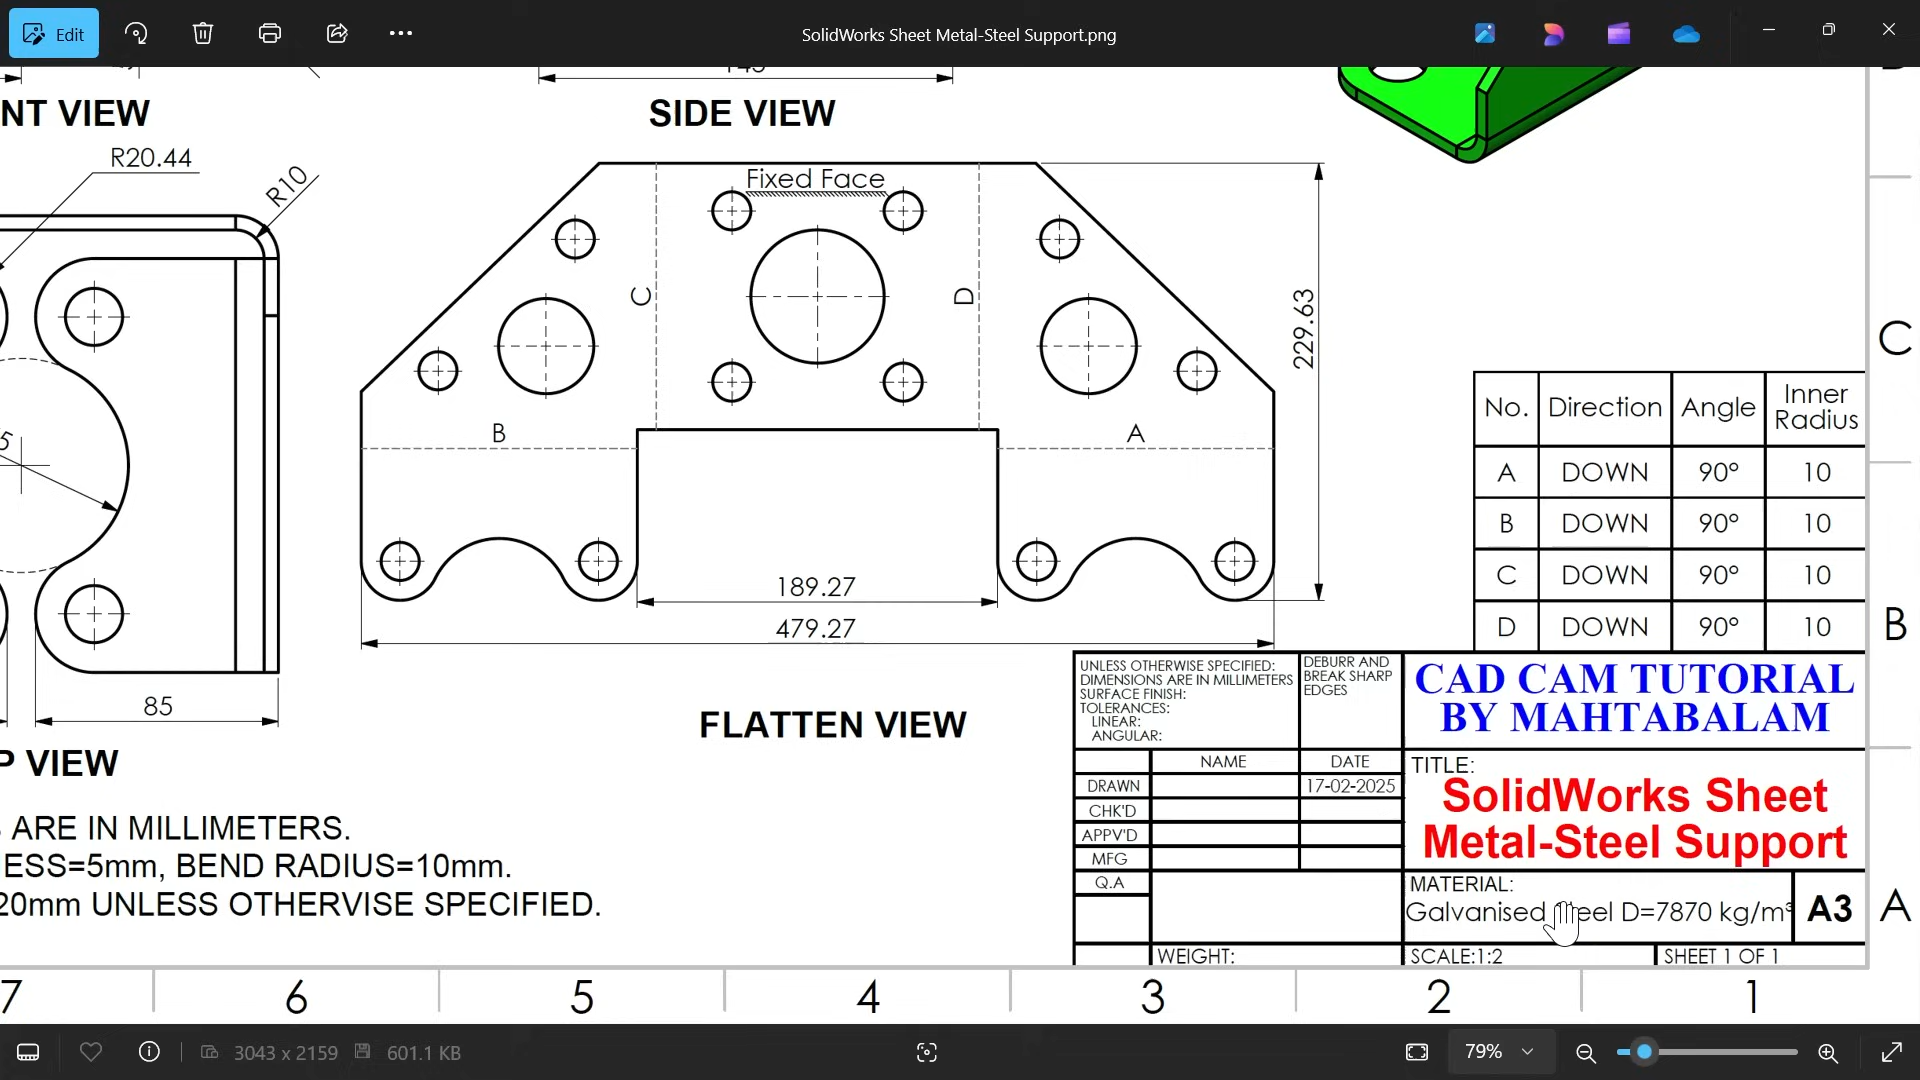 Edit
SolidWorks Sheet Metal-Steel Support.png
NT VIEW
SIDE VIEW
R20.44
R10
Fixed Face
C
D
B
A
229.63
189.27
479.27
85
P VIEW
FLATTEN VIEW
ARE IN MILLIMETERS.
ESS=5mm, BEND RADIUS=10mm.
20mm UNLESS OTHERVISE SPECIFIED.
No. Direction Angle Inner Radius
A DOWN 90° 10
B DOWN 90° 10
C DOWN 90° 10
D DOWN 90° 10
UNLESS OTHERWISE SPECIFIED:
DIMENSIONS ARE IN MILLIMETERS
SURFACE FINISH:
TOLERANCES:
LINEAR:
ANGULAR:
DEBURR AND
BREAK SHARP
EDGES
CAD CAM TUTORIAL
BY MAHTABALAM
NAME DATE
DRAWN 17-02-2025
CHK'D
APPV'D
MFG
Q.A
TITLE:
SolidWorks Sheet
Metal-Steel Support
MATERIAL:
Galvanised Steel D=7870 kg/m³
A3
WEIGHT:
SCALE:1:2
SHEET 1 OF 1
C
B
A
7 6 5 4 3 2 1
3043 x 2159
601.1 KB
79%